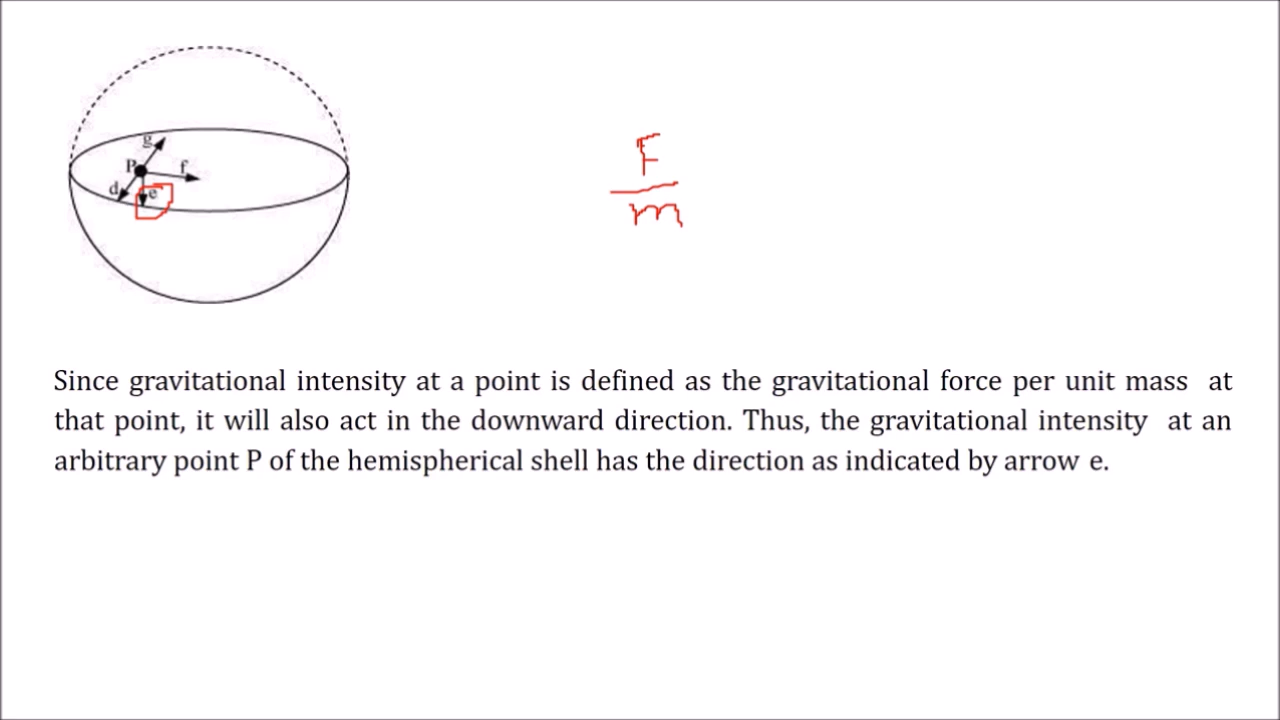 g
P f
d e
F
m
Since gravitational intensity at a point is defined as the gravitational force per unit mass at
that point, it will also act in the downward direction. Thus, the gravitational intensity at an
arbitrary point P of the hemispherical shell has the direction as indicated by arrow e.